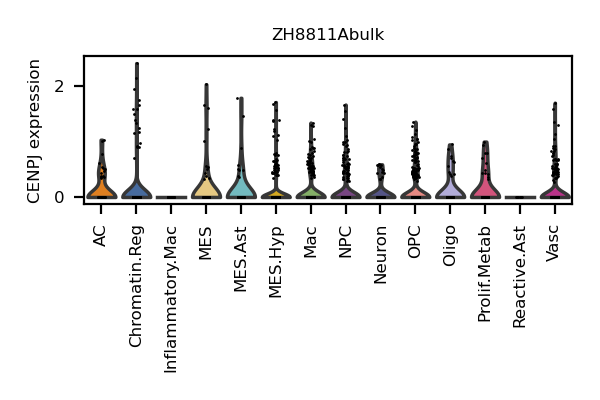 ZH8811Abulk
CENPJ expression
2
0
AC
Chromatin.Reg
Inflammatory.Mac
MES
MES.Ast
MES.Hyp
Mac
NPC
Neuron
OPC
Oligo
Prolif.Metab
Reactive.Ast
Vasc